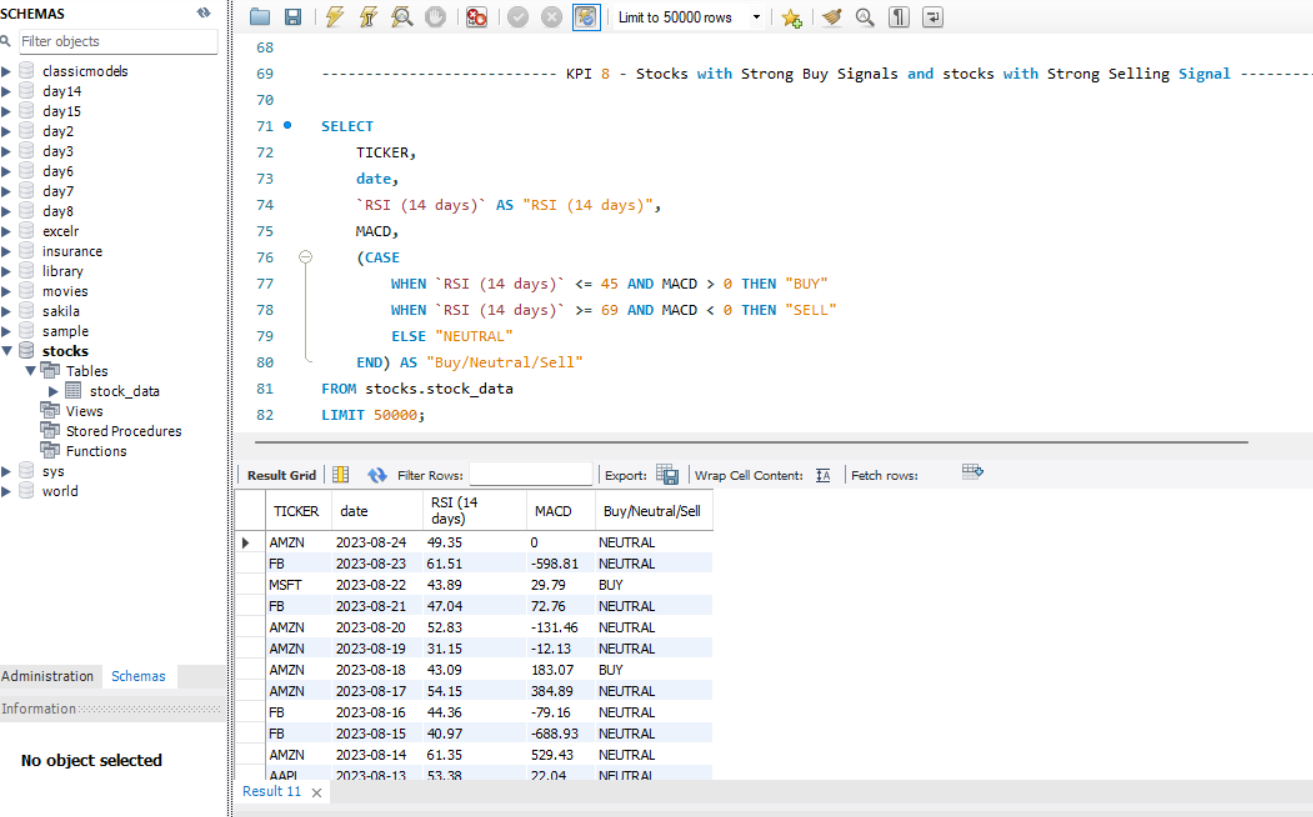 SCHEMAS
Filter objects
classicmodels
day14
day15
day2
day3
day6
day7
day8
excelr
insurance
library
movies
sakila
sample
stocks
Tables
stock_data
Views
Stored Procedures
Functions
sys
world
Administration Schemas
Information
No object selected
Limit to 50000 rows
68
69 --------------------------- KPI 8 - Stocks with Strong Buy Signals and stocks with Strong Selling Signal ---------
70
71 SELECT
72 TICKER,
73 date,
74 `RSI (14 days)` AS "RSI (14 days)",
75 MACD,
76 (CASE
77 WHEN `RSI (14 days)` <= 45 AND MACD > 0 THEN "BUY"
78 WHEN `RSI (14 days)` >= 69 AND MACD < 0 THEN "SELL"
79 ELSE "NEUTRAL"
80 END) AS "Buy/Neutral/Sell"
81 FROM stocks.stock_data
82 LIMIT 50000;
Result Grid Filter Rows: Export: Wrap Cell Content: Fetch rows:
TICKER date RSI (14 days) MACD Buy/Neutral/Sell
AMZN 2023-08-24 49.35 0 NEUTRAL
FB 2023-08-23 61.51 -598.81 NEUTRAL
MSFT 2023-08-22 43.89 29.79 BUY
FB 2023-08-21 47.04 72.76 NEUTRAL
AMZN 2023-08-20 52.83 -131.46 NEUTRAL
AMZN 2023-08-19 31.15 -12.13 NEUTRAL
AMZN 2023-08-18 43.09 183.07 BUY
AMZN 2023-08-17 54.15 384.89 NEUTRAL
FB 2023-08-16 44.36 -79.16 NEUTRAL
FB 2023-08-15 40.97 -688.93 NEUTRAL
AMZN 2023-08-14 61.35 529.43 NEUTRAL
AAPL 2023-08-13 53.38 22.04 NEUTRAL
Result 11